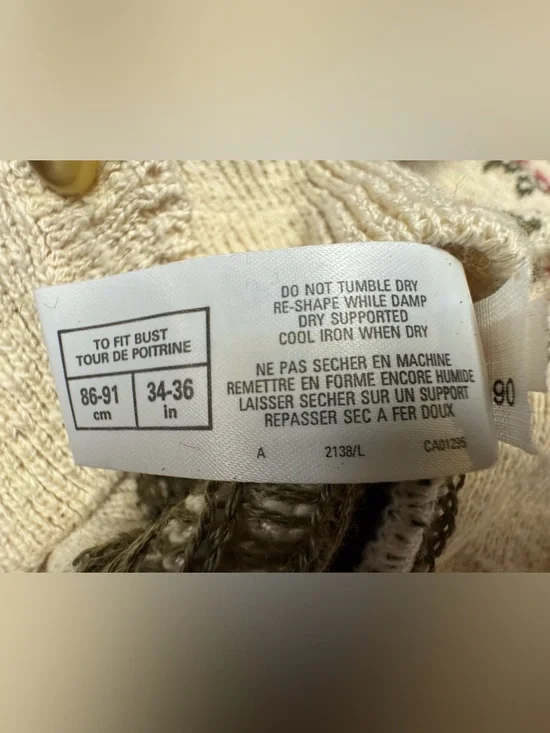 TO FIT BUST
TOUR DE POITRINE
86-91
cm
34-36
in
DO NOT TUMBLE DRY
RE-SHAPE WHILE DAMP
DRY SUPPORTED
COOL IRON WHEN DRY
NE PAS SECHER EN MACHINE
REMETTRE EN FORME ENCORE HUMIDE
LAISSER SECHER SUR UN SUPPORT
REPASSER SEC A FER DOUX
A 2138/L CA01295
90